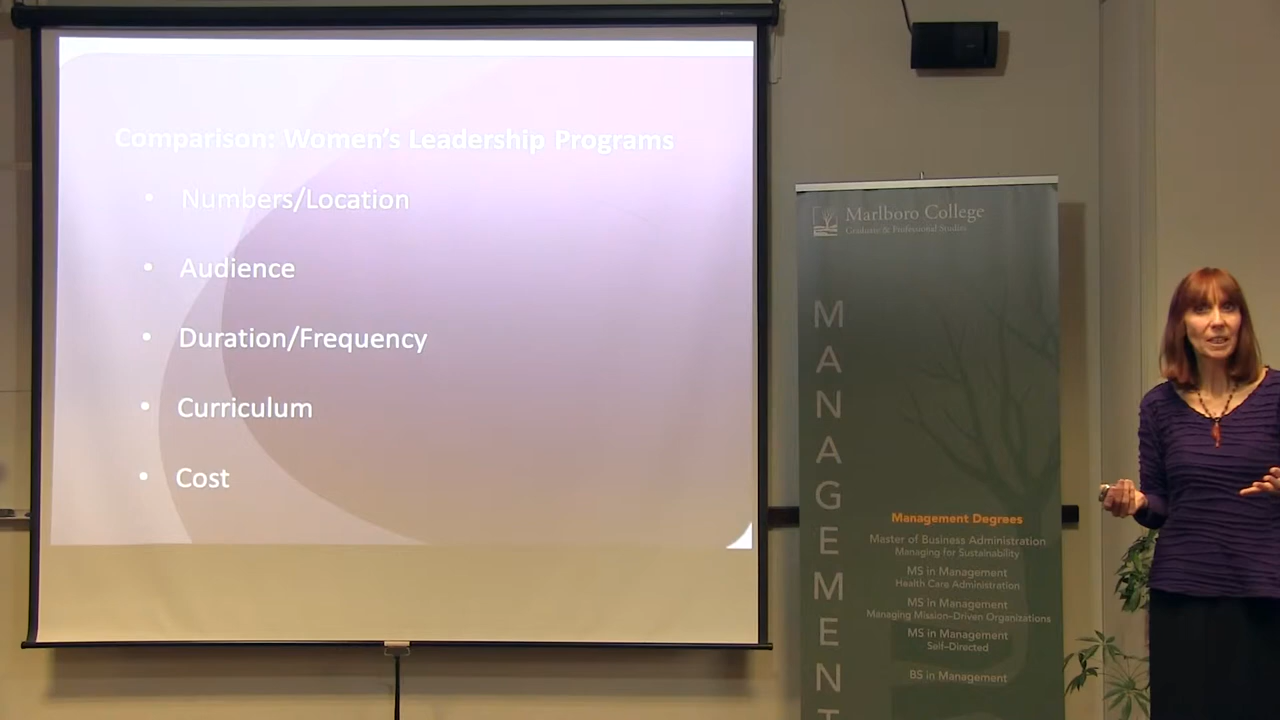 Comparison: Women's Leadership Programs
• Numbers/Location
• Audience
• Duration/Frequency
• Curriculum
• Cost
Marlboro College
Graduate & Professional Studies
MANAGEMENT
Management Degrees
Master of Business Administration
Managing for Sustainability
MS in Management
Health Care Administration
MS in Management
Managing Mission-Driven Organizations
MS in Management
Self-Directed
BS in Management